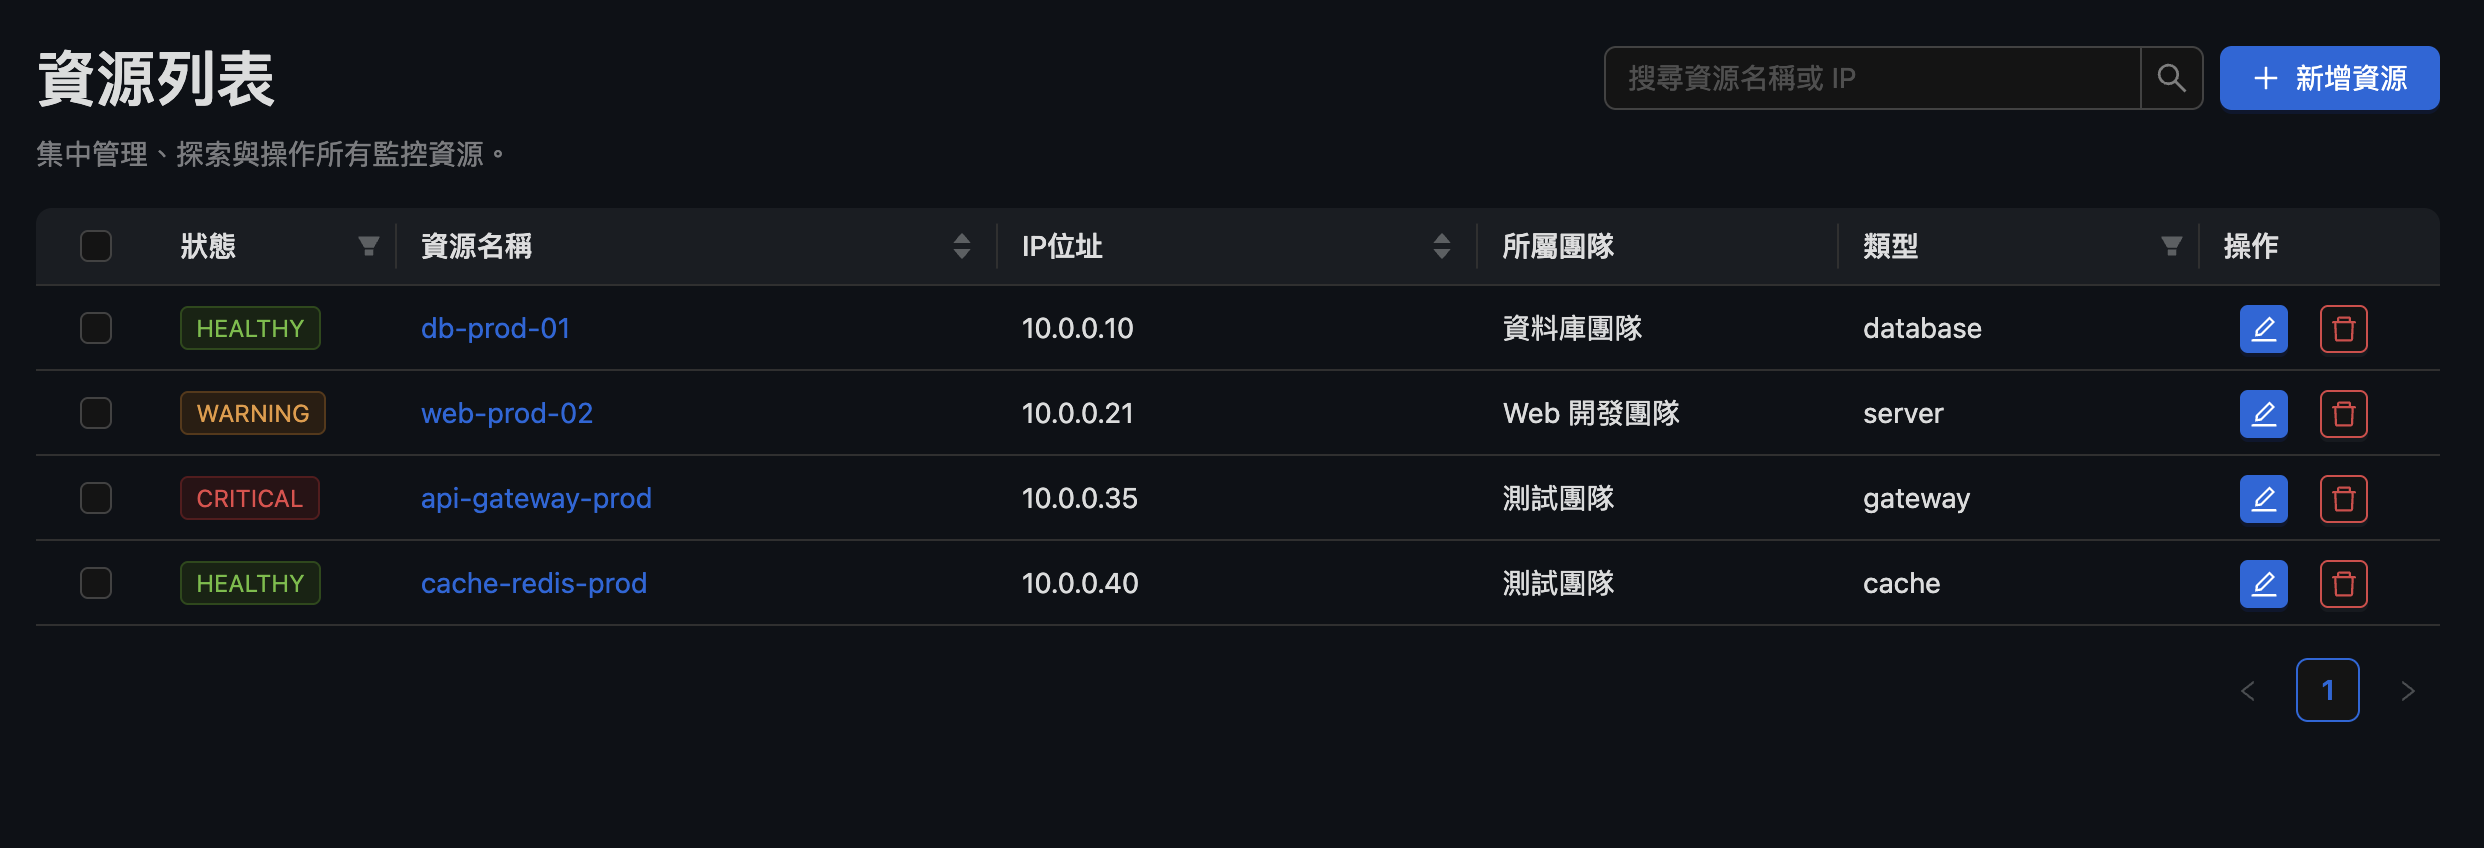 資源列表
搜尋資源名稱或 IP
新增資源
集中管理、探索與操作所有監控資源。
狀態 資源名稱 IP位址 所屬團隊 類型 操作
HEALTHY db-prod-01 10.0.0.10 資料庫團隊 database
WARNING web-prod-02 10.0.0.21 Web 開發團隊 server
CRITICAL api-gateway-prod 10.0.0.35 測試團隊 gateway
HEALTHY cache-redis-prod 10.0.0.40 測試團隊 cache
1